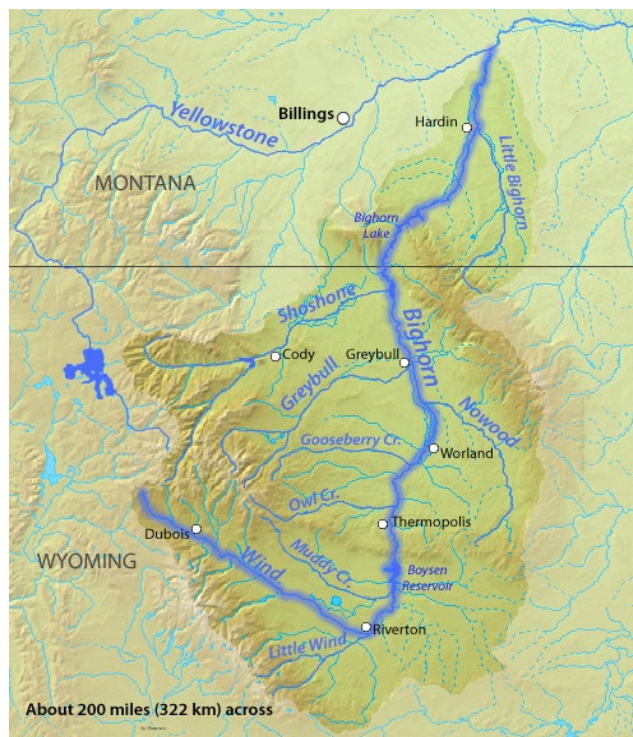 Yellowstone
Billings
Hardin
Little Bighorn
MONTANA
Bighorn
Lake
Shoshone
Bighorn
Cody
Greybull
Greybull
Nowood
Gooseberry Cr.
Worland
Owl Cr.
Thermopolis
Dubois
Muddy Cr.
WYOMING
Wind
Boysen
Reservoir
Riverton
Little Wind
About 200 miles (322 km) across